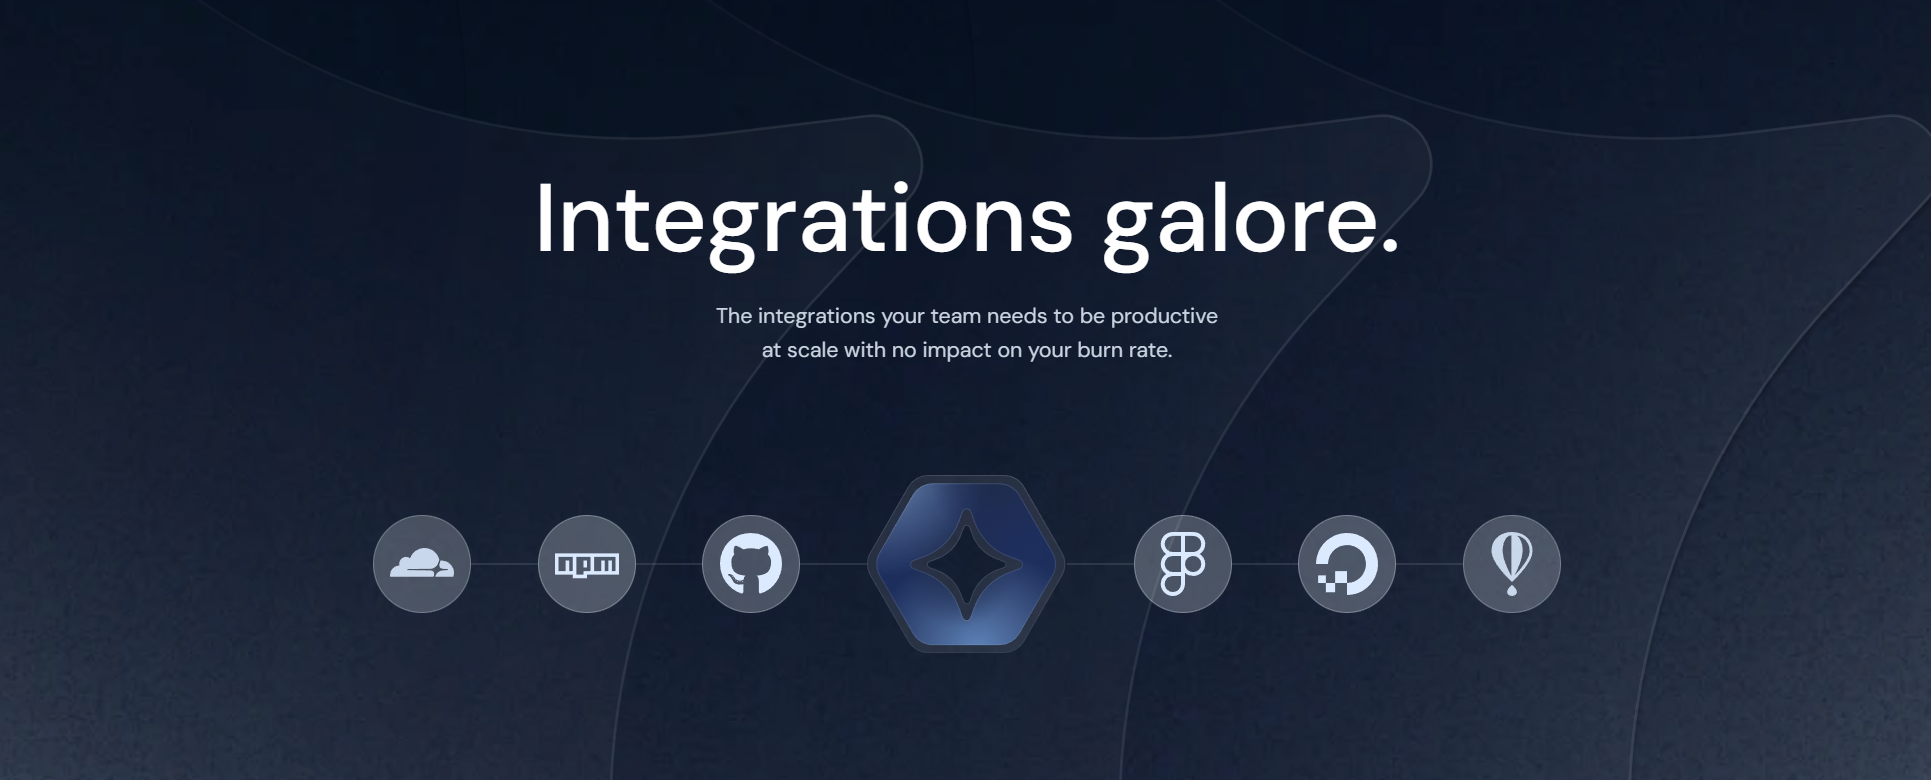 Integrations galore.
The integrations your team needs to be productive
at scale with no impact on your burn rate.
npm